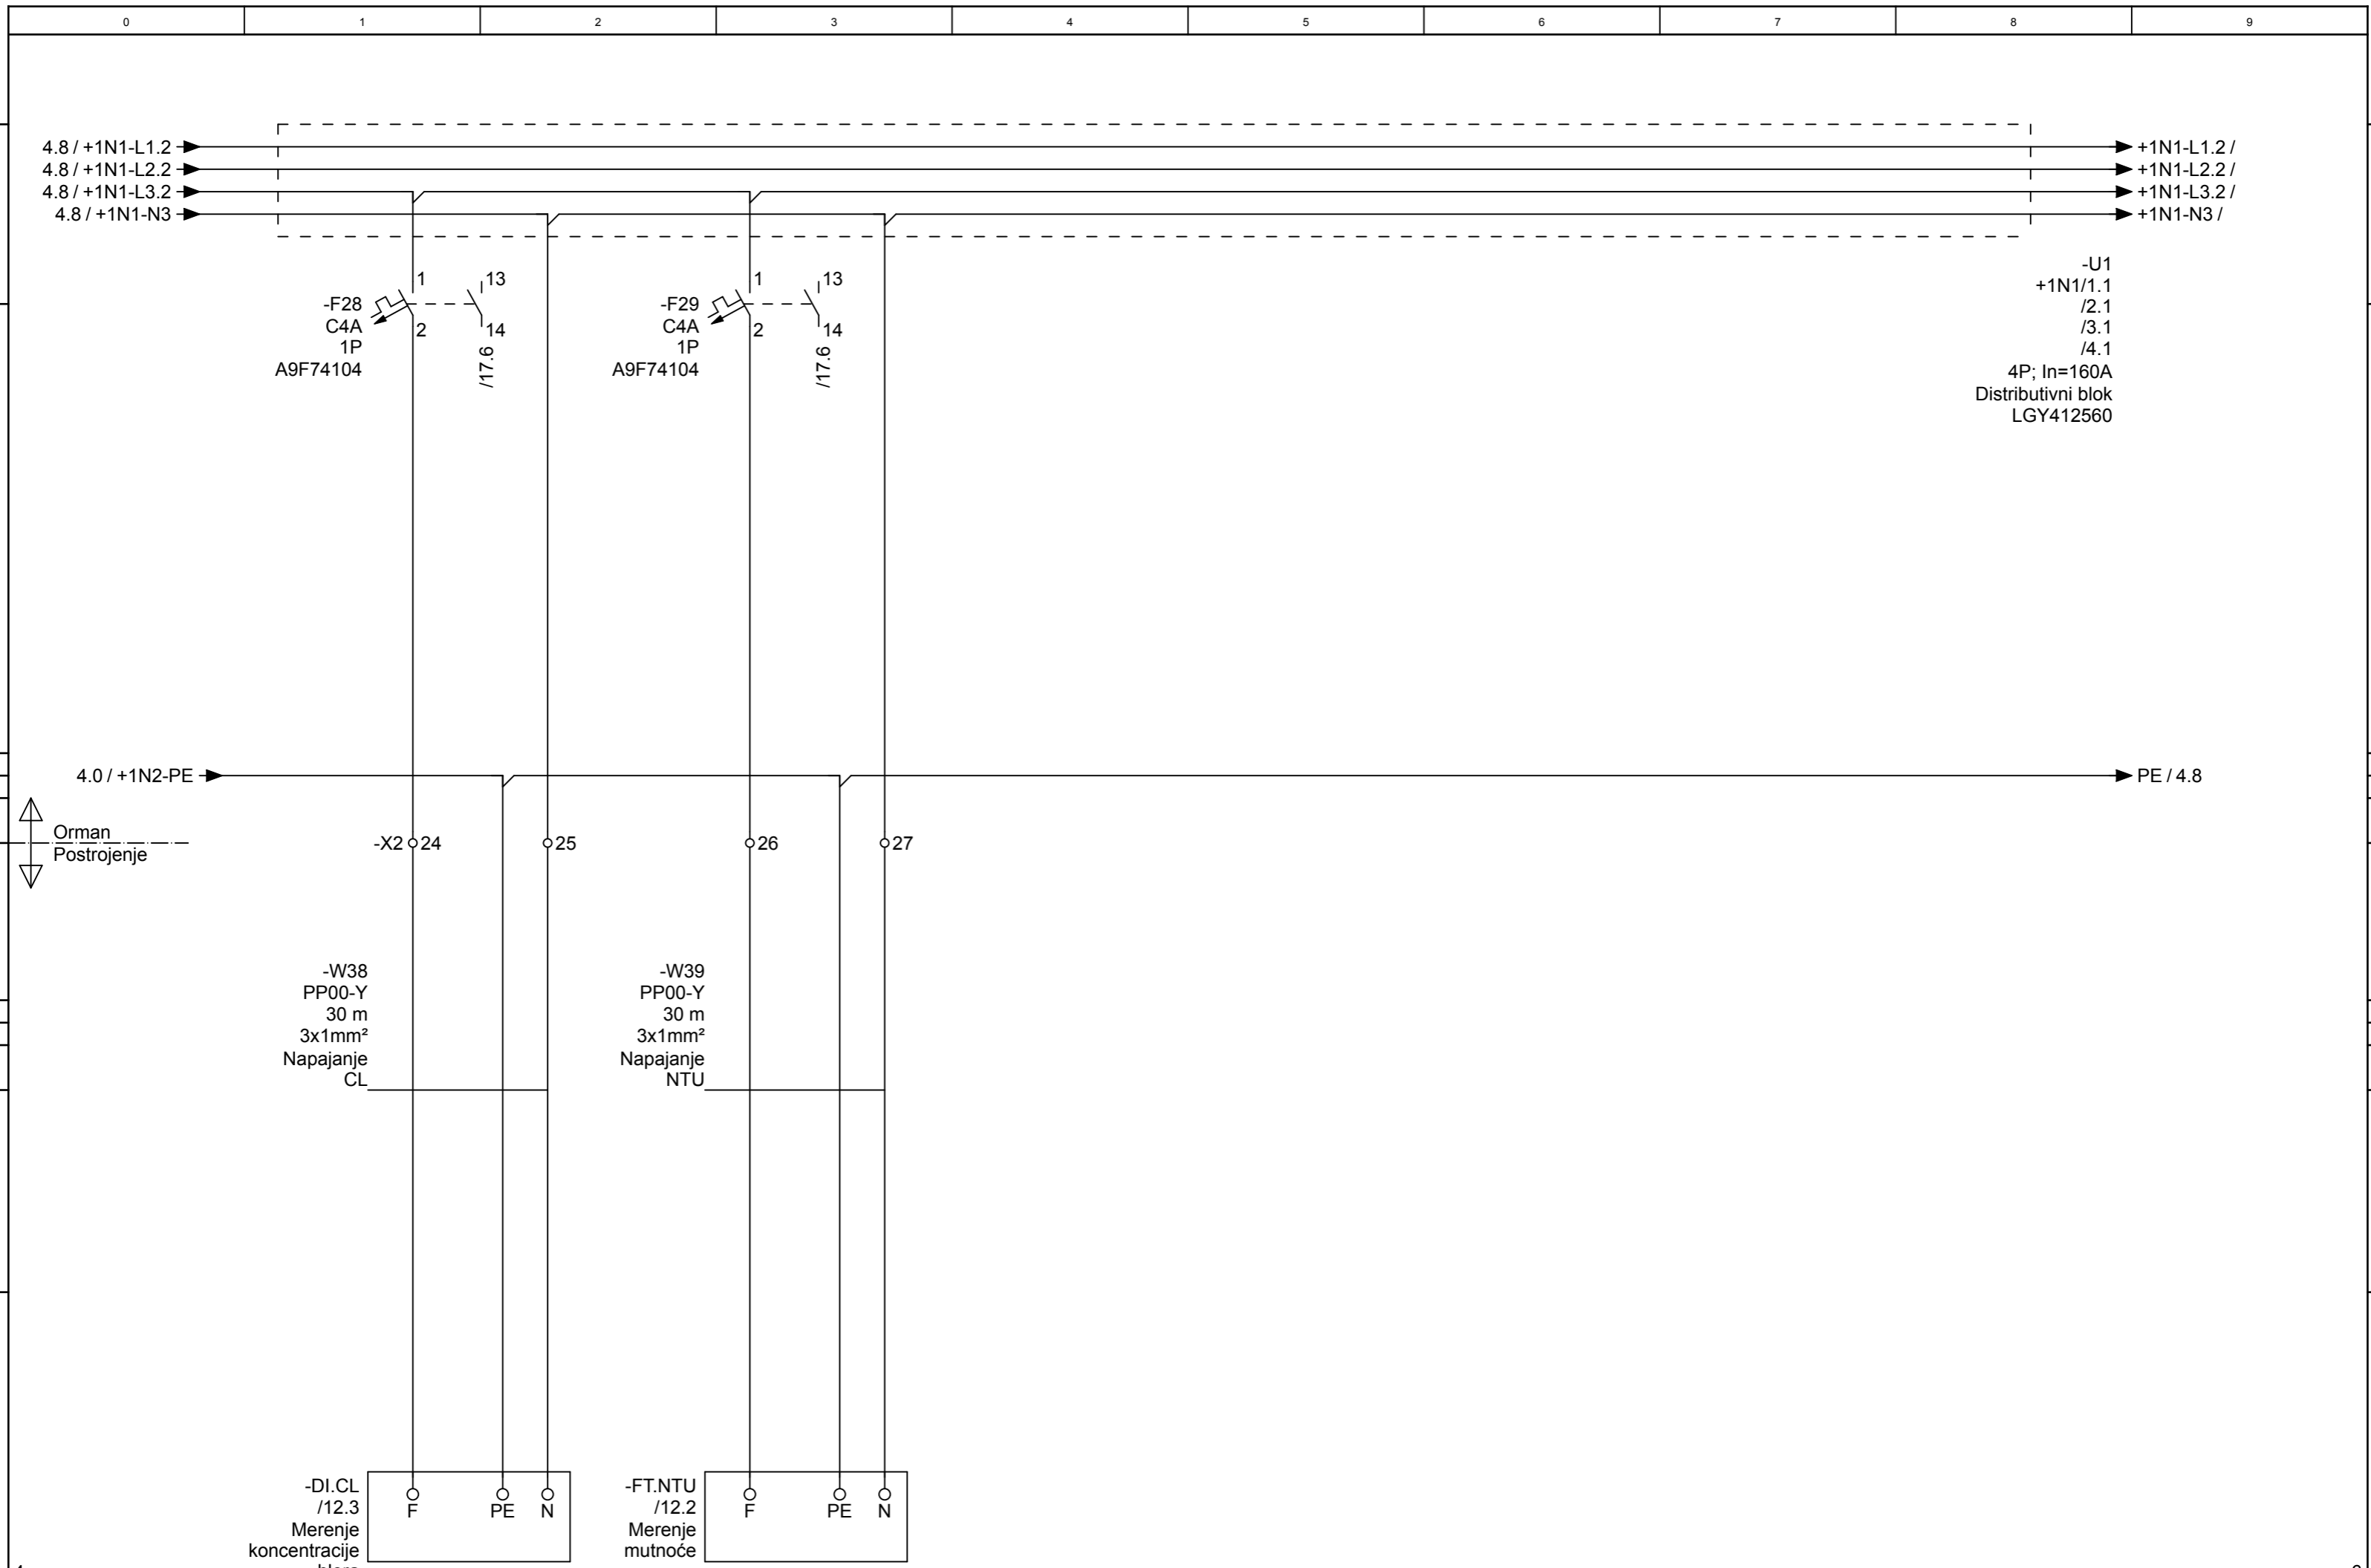 0 1 2 3 4 5 6 7 8 9
4.8 / +1N1-L1.2 +1N1-L1.2 /
4.8 / +1N1-L2.2 +1N1-L2.2 /
4.8 / +1N1-L3.2 +1N1-L3.2 /
4.8 / +1N1-N3 +1N1-N3 /
-F28
C4A
1P
A9F74104
1
2
13
14
/17.6
-F29
C4A
1P
A9F74104
1
2
13
14
/17.6
-U1
+1N1/1.1
/2.1
/3.1
/4.1
4P; In=160A
Distributivni blok
LGY412560
4.0 / +1N2-PE PE / 4.8
Orman
Postrojenje
-X2 24 25 26 27
-W38
PP00-Y
30 m
3x1mm²
Napajanje
CL
-W39
PP00-Y
30 m
3x1mm²
Napajanje
NTU
-DI.CL
/12.3
Merenje
koncentracije
F PE N
-FT.NTU
/12.2
Merenje
mutnoće
F PE N